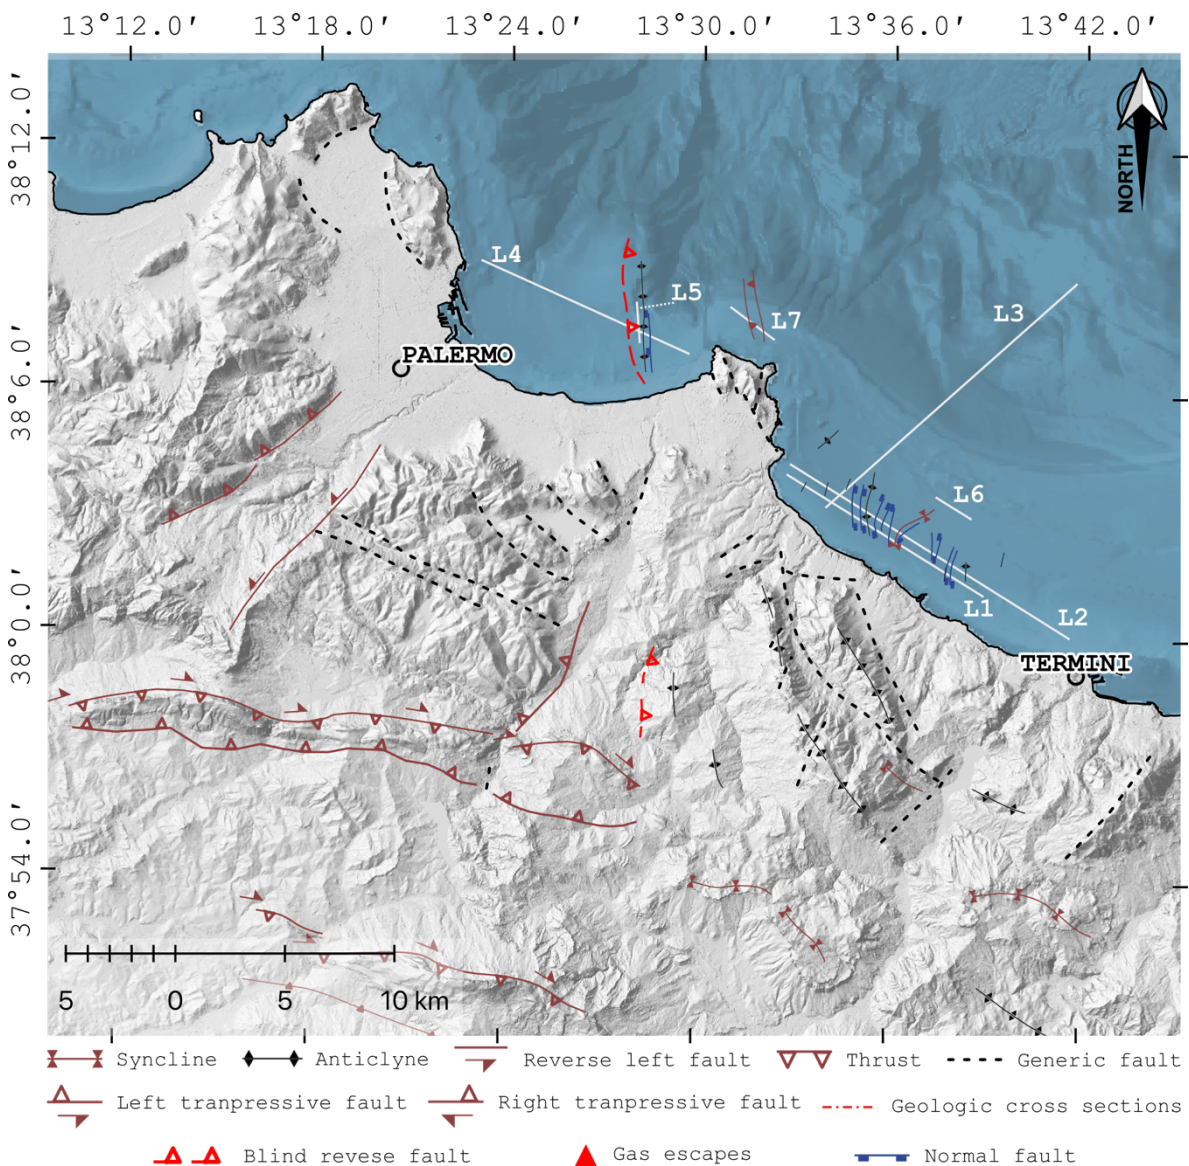 13°12.0' 13°18.0' 13°24.0' 13°30.0' 13°36.0' 13°42.0'
38°12.0'
NORTH
L4
L5
L3
L7
PALERMO
38°6.0'
L6
L1
L2
38°0.0'
TERMINI
37°54.0'
5 0 5 10 km
Syncline Anticlyne Reverse left fault Thrust Generic fault
Left tranpressive fault Right tranpressive fault Geologic cross sections
Blind revese fault Gas escapes Normal fault